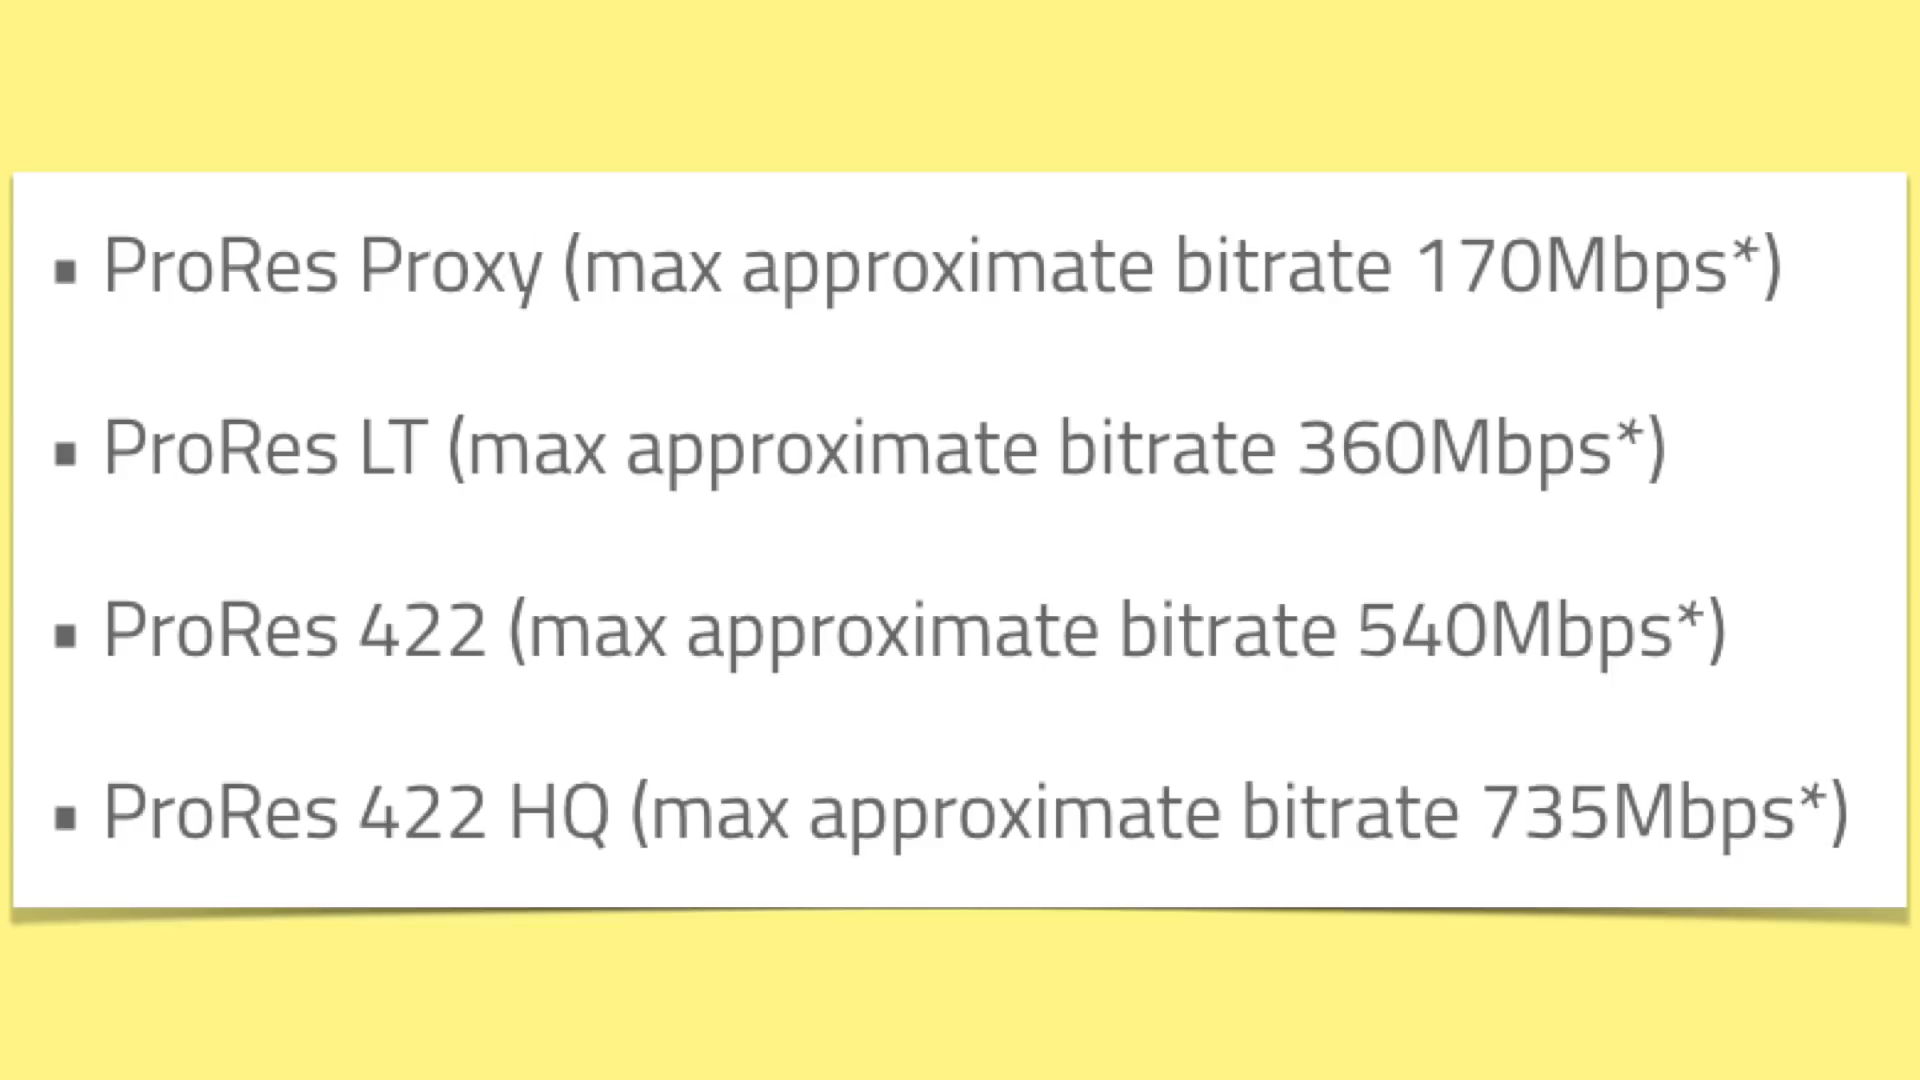 ▪ ProRes Proxy (max approximate bitrate 170Mbps*)
▪ ProRes LT (max approximate bitrate 360Mbps*)
▪ ProRes 422 (max approximate bitrate 540Mbps*)
▪ ProRes 422 HQ (max approximate bitrate 735Mbps*)